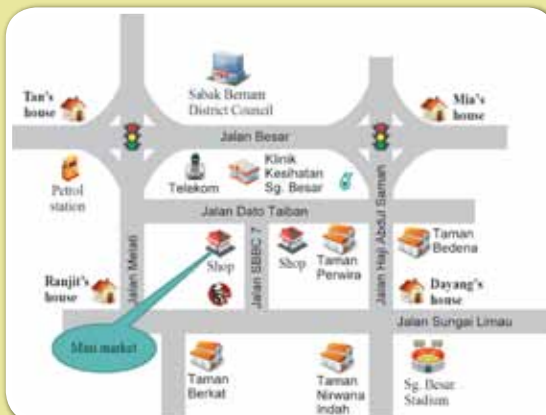 Tan's
house
Sabak Bernam
District Council
Mia's
house
Jalan Besar
Petrol
station
Telekom
Klinik
Kesihatan
Sg. Besar
Jalan Dato Taiban
Jalan Melati
Shop
Jalan SBBC 7
Shop
Taman
Perwira
Jalan Haji Abdul Saman
Taman
Bedena
Ranjit's
house
Dayang's
house
KFC
Jalan Sungai Limau
Mini market
Taman
Berkat
Taman
Nirwana
Indah
Sg. Besar
Stadium